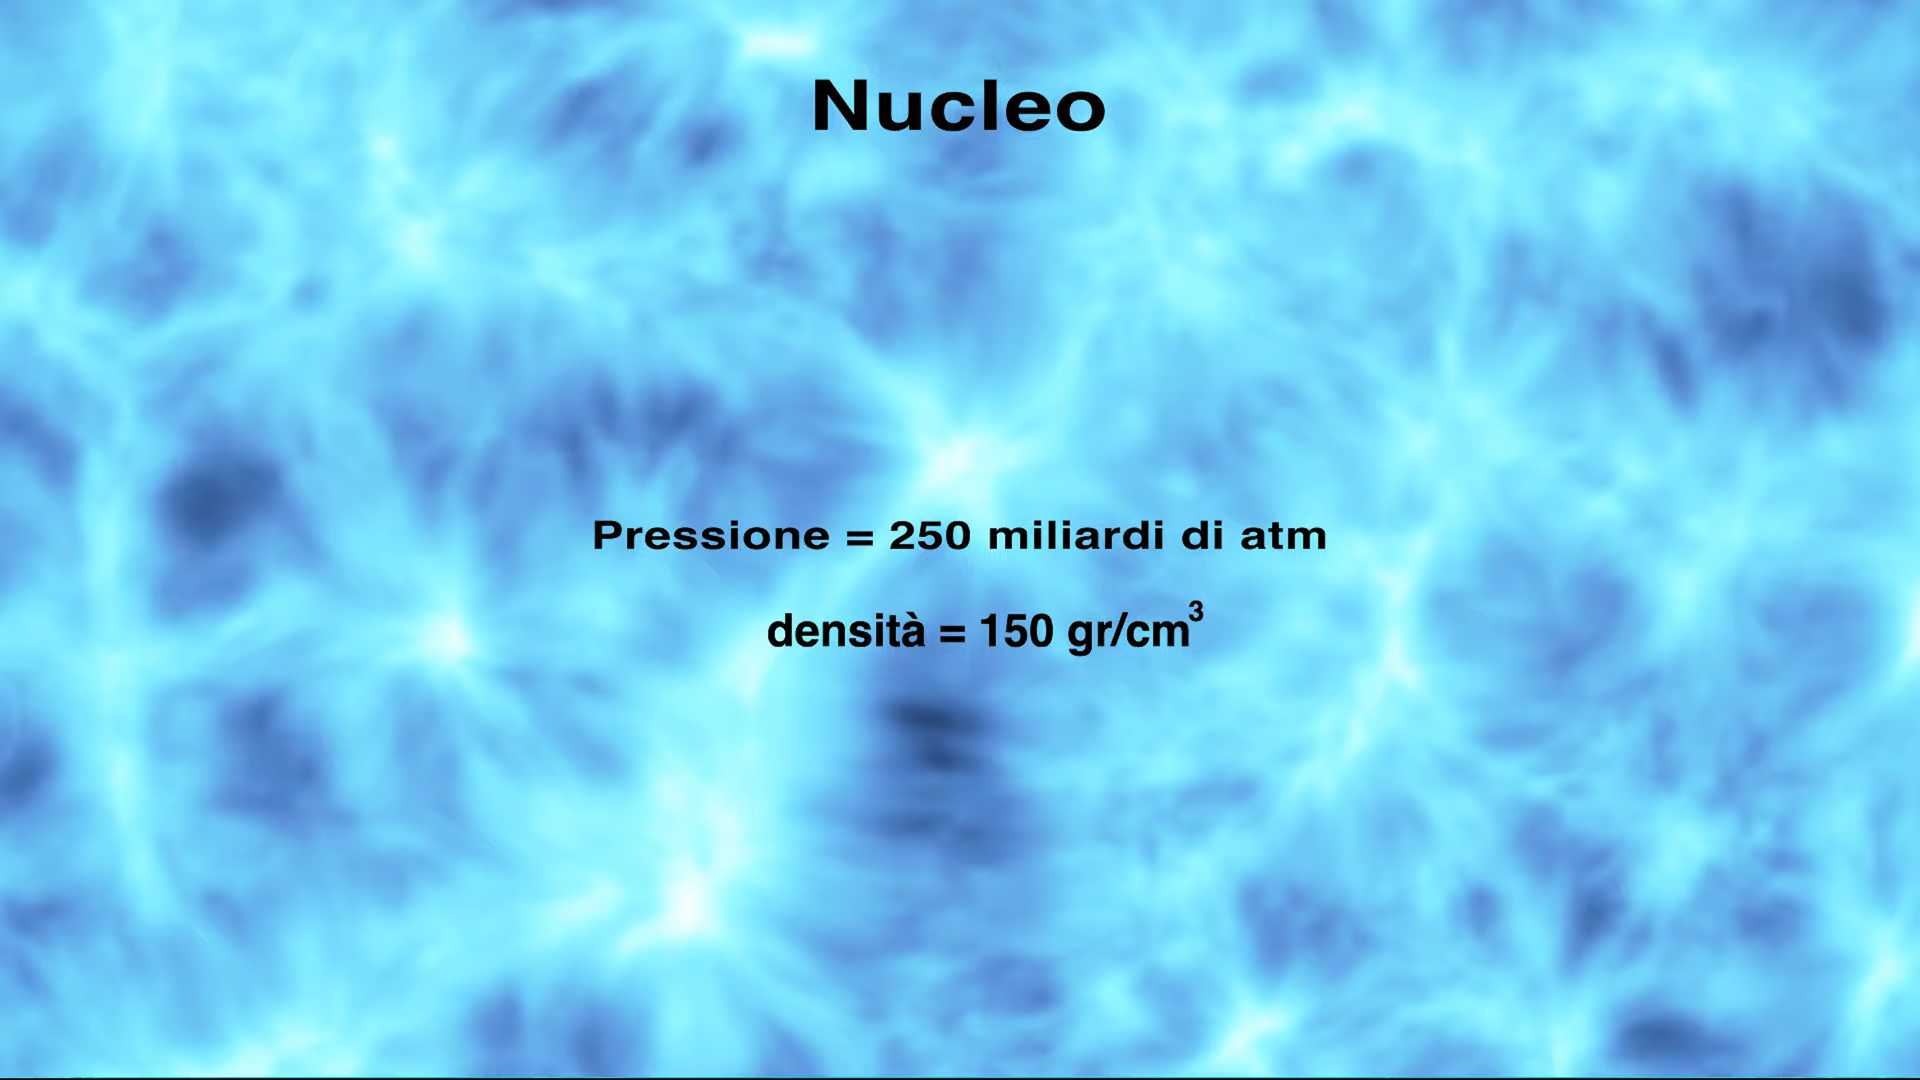 Nucleo
Pressione = 250 miliardi di atm
densità = 150 gr/cm³